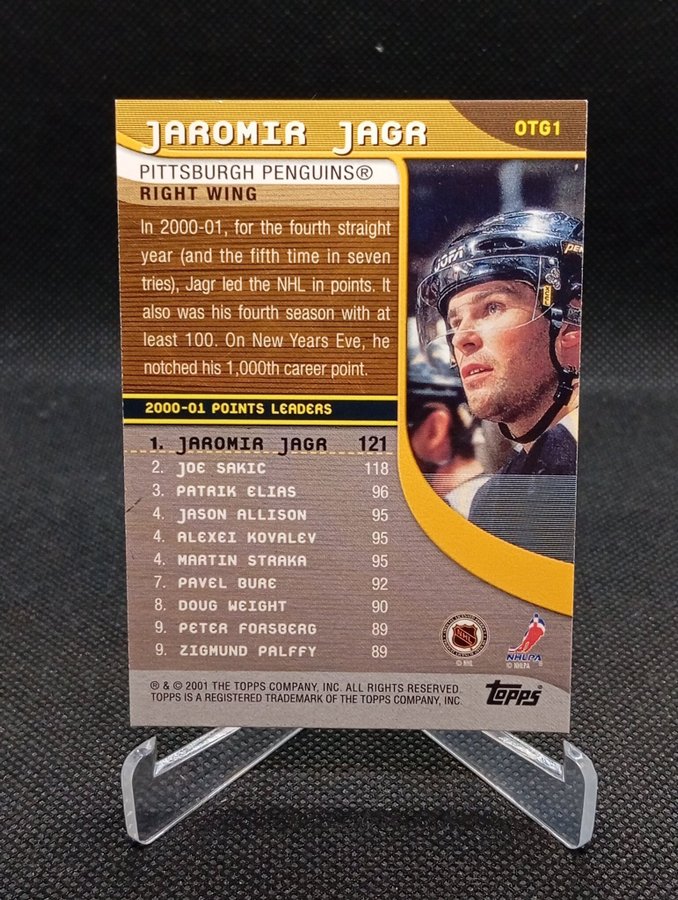 JAROMIR JAGR
OTG1
PITTSBURGH PENGUINS®
RIGHT WING
In 2000-01, for the fourth straight
year (and the fifth time in seven
tries), Jagr led the NHL in points. It
also was his fourth season with at
least 100. On New Years Eve, he
notched his 1,000th career point.
JOFA
2000-01 POINTS LEADERS
1. JAROMIR JAGR 121
2. JOE SAKIC 118
3. PATRIK ELIAS 96
4. JASON ALLISON 95
4. ALEXEI KOVALEV 95
4. MARTIN STRAKA 95
7. PAVEL BURE 92
8. DOUG WEIGHT 90
9. PETER FORSBERG 89
9. ZIGMUND PALFFY 89
NHL
© NHL
NHLPA
© NHLPA
® & © 2001 THE TOPPS COMPANY, INC. ALL RIGHTS RESERVED.
TOPPS IS A REGISTERED TRADEMARK OF THE TOPPS COMPANY, INC.
TOPPS